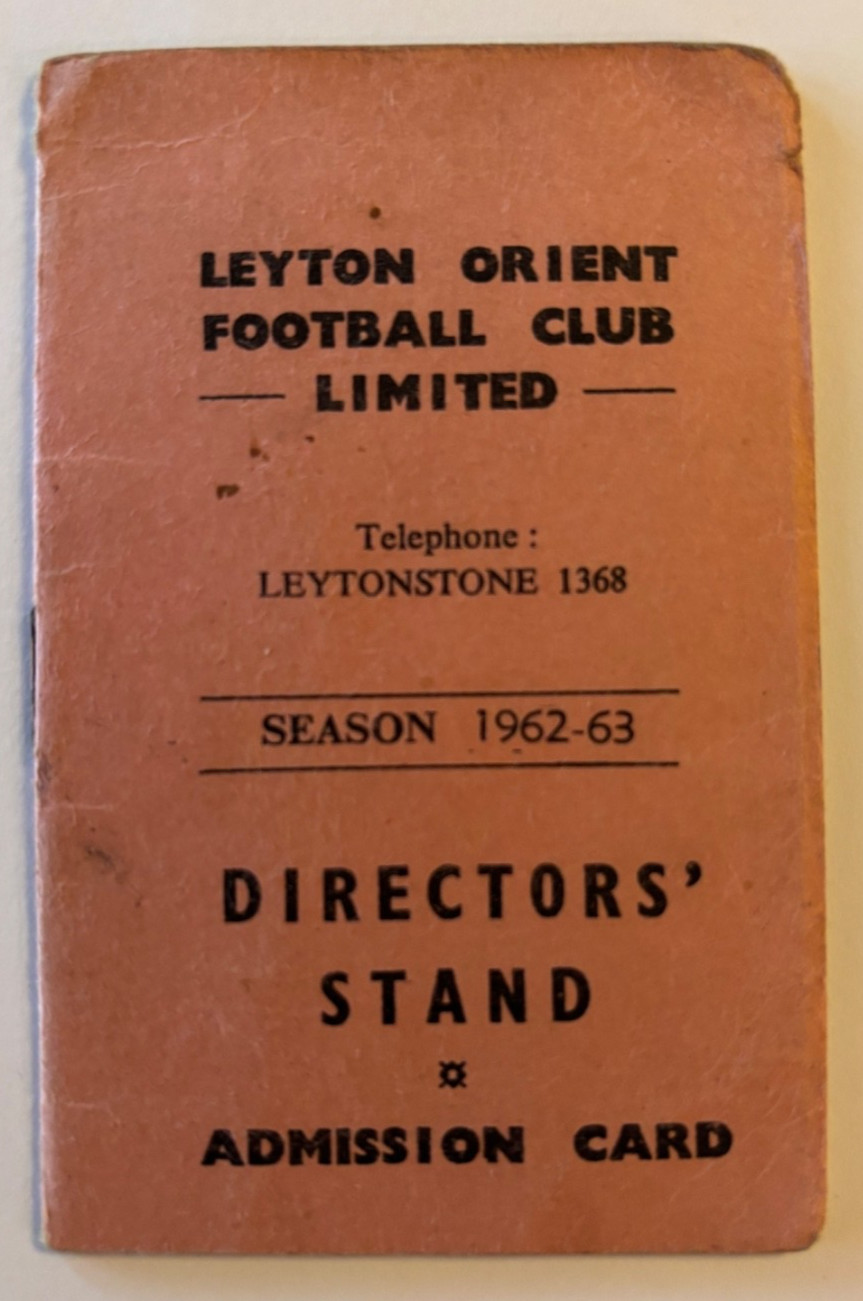 LEYTON ORIENT
FOOTBALL CLUB
— LIMITED —
Telephone :
LEYTONSTONE 1368
SEASON 1962-63
DIRECTORS’
STAND
¤
ADMISSION CARD